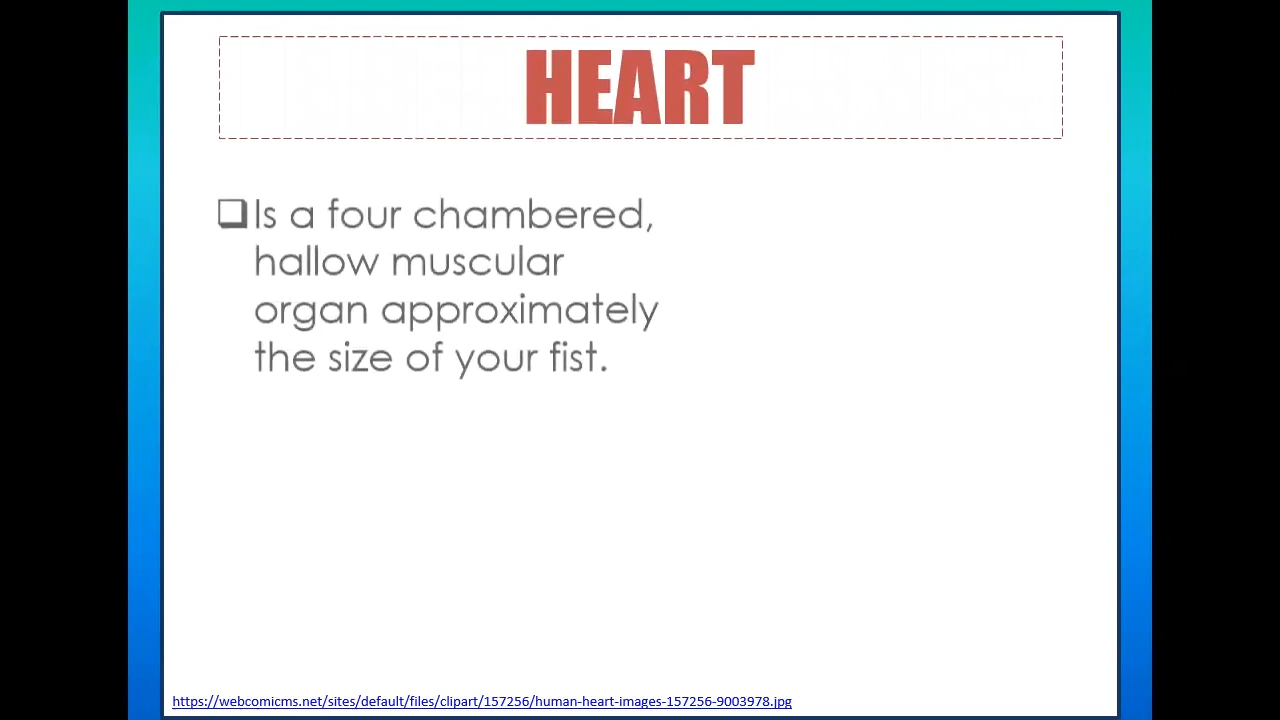 HEART
Is a four chambered,
hallow muscular
organ approximately
the size of your fist.
https://webcomicms.net/sites/default/files/clipart/157256/human-heart-images-157256-9003978.jpg